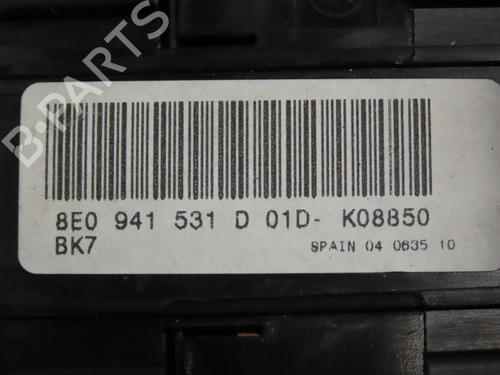 B-PARTS
8E0 941 531 D 01D- K08850
BK7
SPAIN 04 0635 10